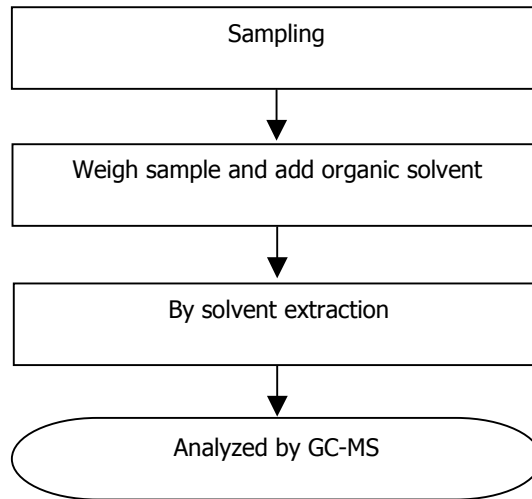 Sampling
Weigh sample and add organic solvent
By solvent extraction
Analyzed by GC-MS